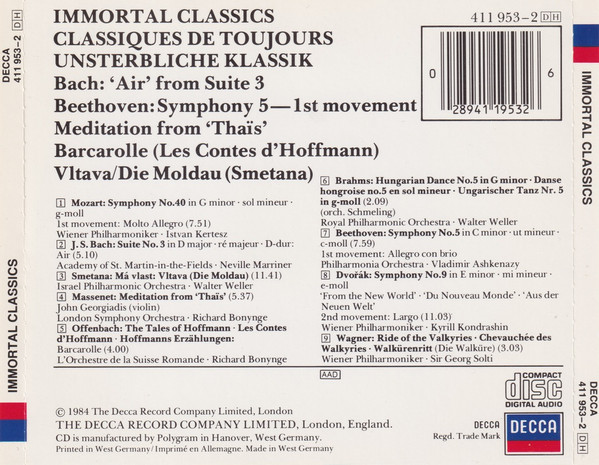 IMMORTAL CLASSICS
CLASSIQUES DE TOUJOURS
UNSTERBLICHE KLASSIK
Bach: ‘Air’ from Suite 3
Beethoven: Symphony 5—1st movement
Meditation from ‘Thaïs’
Barcarolle (Les Contes d’Hoffmann)
Vltava/Die Moldau (Smetana)
411 953–2 DH
0
6
28941 19532
1 Mozart: Symphony No.40 in G minor · sol mineur ·
g-moll
1st movement: Molto Allegro (7.51)
Wiener Philharmoniker · Istvan Kertesz
2 J. S. Bach: Suite No. 3 in D major · ré majeur · D-dur:
Air (5.10)
Academy of St. Martin-in-the-Fields · Neville Marriner
3 Smetana: Má vlast: Vltava (Die Moldau) (11.41)
Israel Philharmonic Orchestra · Walter Weller
4 Massenet: Meditation from ‘Thaïs’ (5.37)
John Georgiadis (violin)
London Symphony Orchestra · Richard Bonynge
5 Offenbach: The Tales of Hoffmann · Les Contes
d’Hoffmann · Hoffmanns Erzählungen:
Barcarolle (4.00)
L’Orchestre de la Suisse Romande · Richard Bonynge
6 Brahms: Hungarian Dance No.5 in G minor · Danse
hongroise no.5 en sol mineur · Ungarischer Tanz Nr. 5
in g-moll (2.09)
(orch. Schmeling)
Royal Philharmonic Orchestra · Walter Weller
7 Beethoven: Symphony No.5 in C minor · ut mineur ·
c-moll (7.59)
1st movement: Allegro con brio
Philharmonia Orchestra · Vladimir Ashkenazy
8 Dvořák: Symphony No.9 in E minor · mi mineur ·
e-moll
‘From the New World’ · ‘Du Nouveau Monde’ · ‘Aus der
Neuen Welt’
2nd movement: Largo (11.03)
Wiener Philharmoniker · Kyrill Kondrashin
9 Wagner: Ride of the Valkyries · Chevauchée des
Walkyries · Walkürenritt (Die Walküre) (3.03)
Wiener Philharmoniker · Sir Georg Solti
AAD
© 1984 The Decca Record Company Limited, London
THE DECCA RECORD COMPANY LIMITED, LONDON, ENGLAND.
CD is manufactured by Polygram in Hanover, West Germany.
Printed in West Germany/Imprimé en Allemagne. Made in West Germany
COMPACT
disc
DIGITAL AUDIO
DECCA
Regd. Trade Mark
DECCA
DECCA
411 953–2 DH
IMMORTAL CLASSICS
IMMORTAL CLASSICS
DECCA
411 953–2 DH